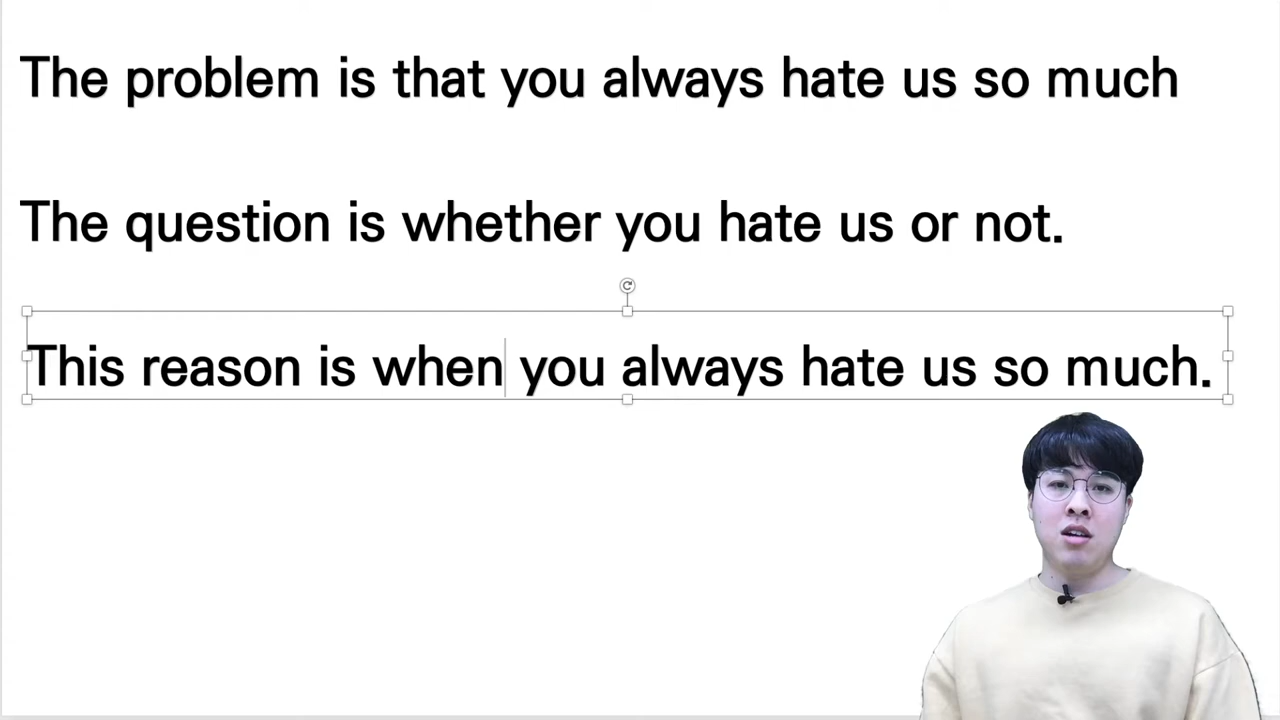 The problem is that you always hate us so much
The question is whether you hate us or not.
This reason is when you always hate us so much.